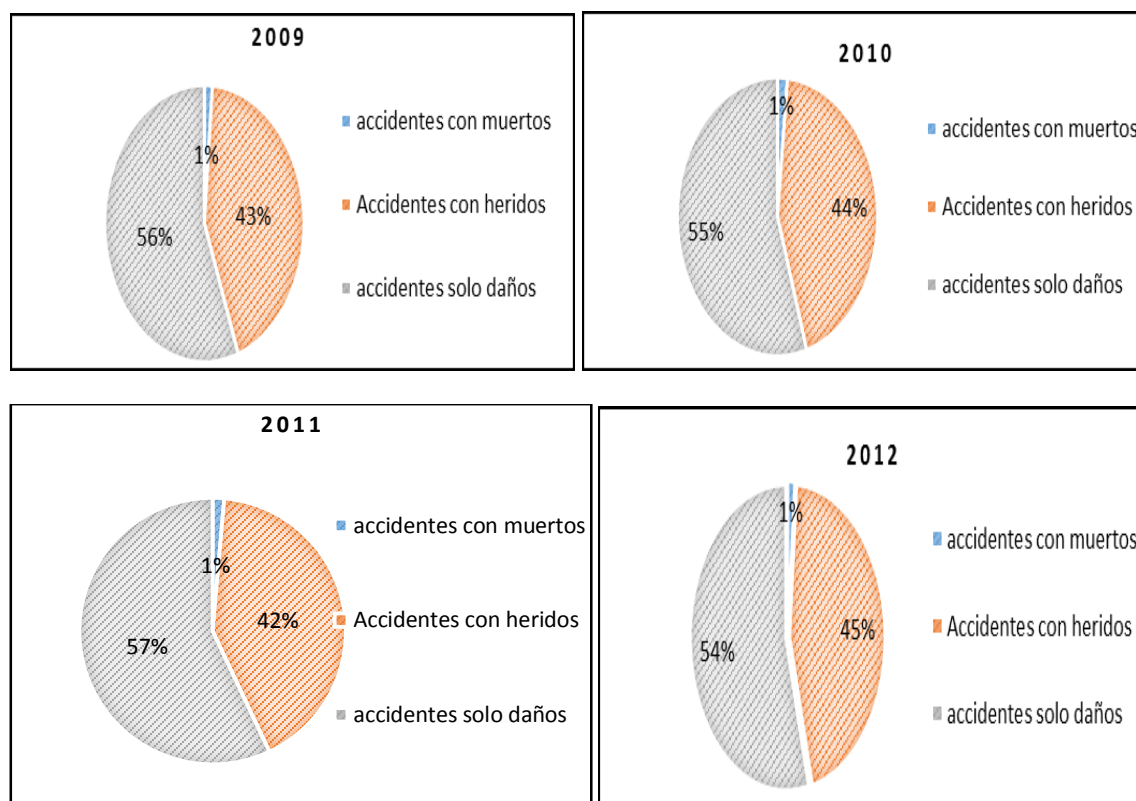 2009
accidentes con muertos
1%
Accidentes con heridos
43%
56%
accidentes solo daños
2010
1%
accidentes con muertos
Accidentes con heridos
44%
55%
accidentes solo daños
2011
accidentes con muertos
1%
Accidentes con heridos
42%
57%
accidentes solo daños
2012
1%
accidentes con muertos
Accidentes con heridos
45%
54%
accidentes solo daños